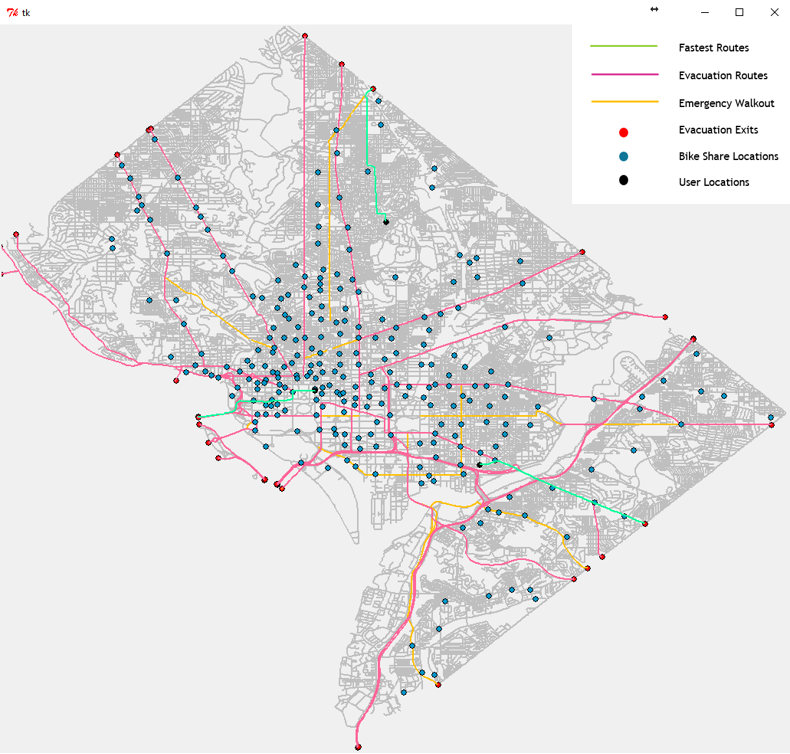 tk
Fastest Routes
Evacuation Routes
Emergency Walkout
Evacuation Exits
Bike Share Locations
User Locations